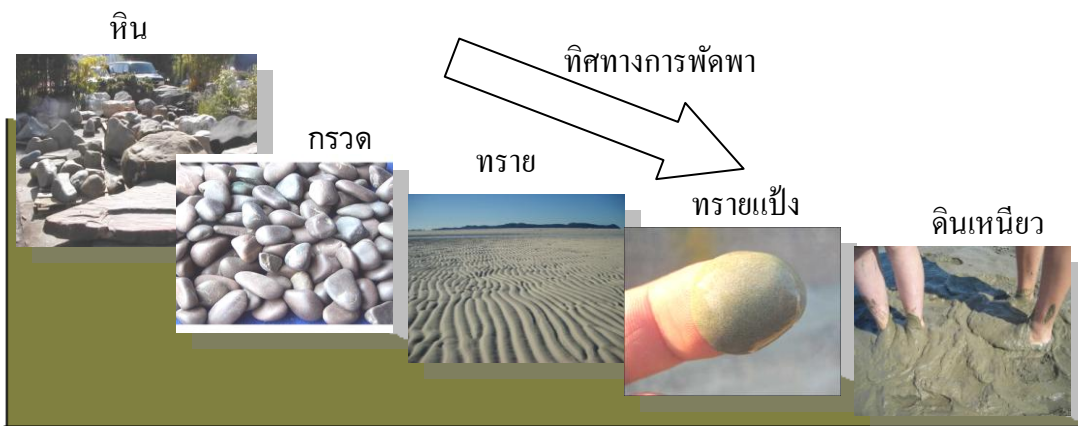 หิน
ทิศทางการพัดพา
กรวด
ทราย
ทรายแป้ง
ดินเหนียว